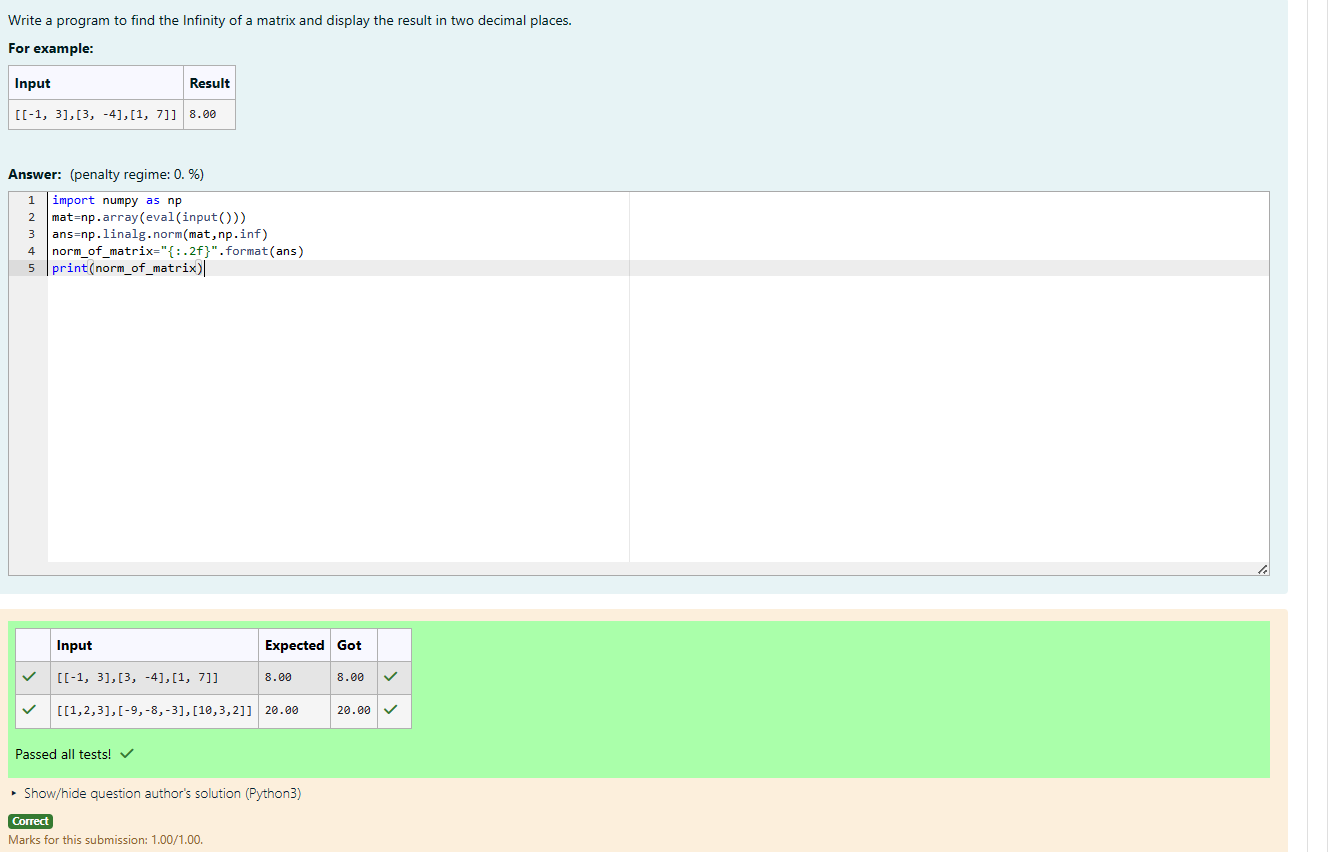 Write a program to find the Infinity of a matrix and display the result in two decimal places.
For example:
Input Result
[[-1, 3],[3, -4],[1, 7]] 8.00
Answer: (penalty regime: 0. %)
1 import numpy as np
2 mat=np.array(eval(input()))
3 ans=np.linalg.norm(mat,np.inf)
4 norm_of_matrix="{:.2f}".format(ans)
5 print(norm_of_matrix)
Input Expected Got
[[-1, 3],[3, -4],[1, 7]] 8.00 8.00
[[1,2,3],[-9,-8,-3],[10,3,2]] 20.00 20.00
Passed all tests!
Show/hide question author's solution (Python3)
Correct
Marks for this submission: 1.00/1.00.